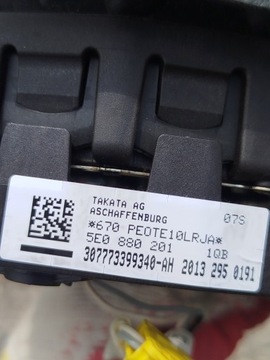 TAKATA AG
ASCHAFFENBURG 07S
*670 PEOTE10LRJA*
5E0 880 201 1QB
307773399340-AH 2013 295 0191